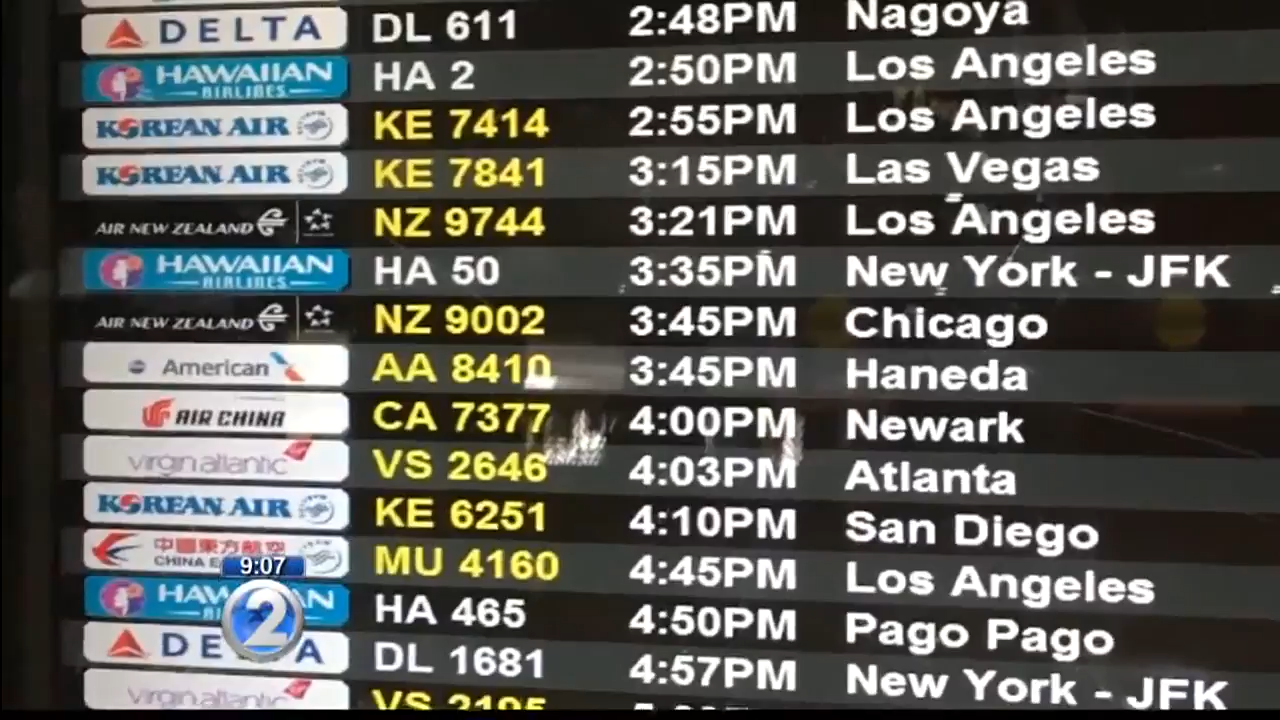 DELTA DL 611 2:48PM Nagoya
HAWAIIAN AIRLINES HA 2 2:50PM Los Angeles
KOREAN AIR KE 7414 2:55PM Los Angeles
KOREAN AIR KE 7841 3:15PM Las Vegas
AIR NEW ZEALAND NZ 9744 3:21PM Los Angeles
HAWAIIAN AIRLINES HA 50 3:35PM New York - JFK
AIR NEW ZEALAND NZ 9002 3:45PM Chicago
American AA 8410 3:45PM Haneda
AIR CHINA CA 7377 4:00PM Newark
virgin atlantic VS 2646 4:03PM Atlanta
KOREAN AIR KE 6251 4:10PM San Diego
中國東方航空 CHINA MU 4160 4:45PM Los Angeles
HA 465 4:50PM Pago Pago
DL 1681 4:57PM New York - JFK
virgin atlantic VS 2195
9:07
2